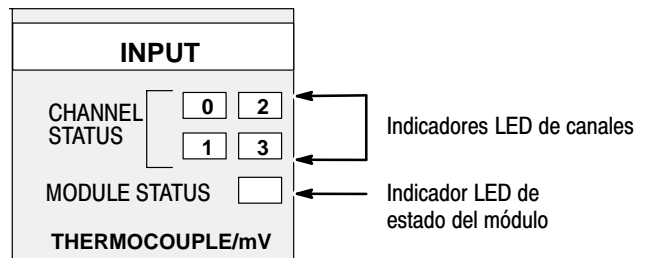 INPUT
CHANNEL
STATUS
0 2
1 3
Indicadores LED de canales
MODULE STATUS
Indicador LED de
estado del módulo
THERMOCOUPLE/mV